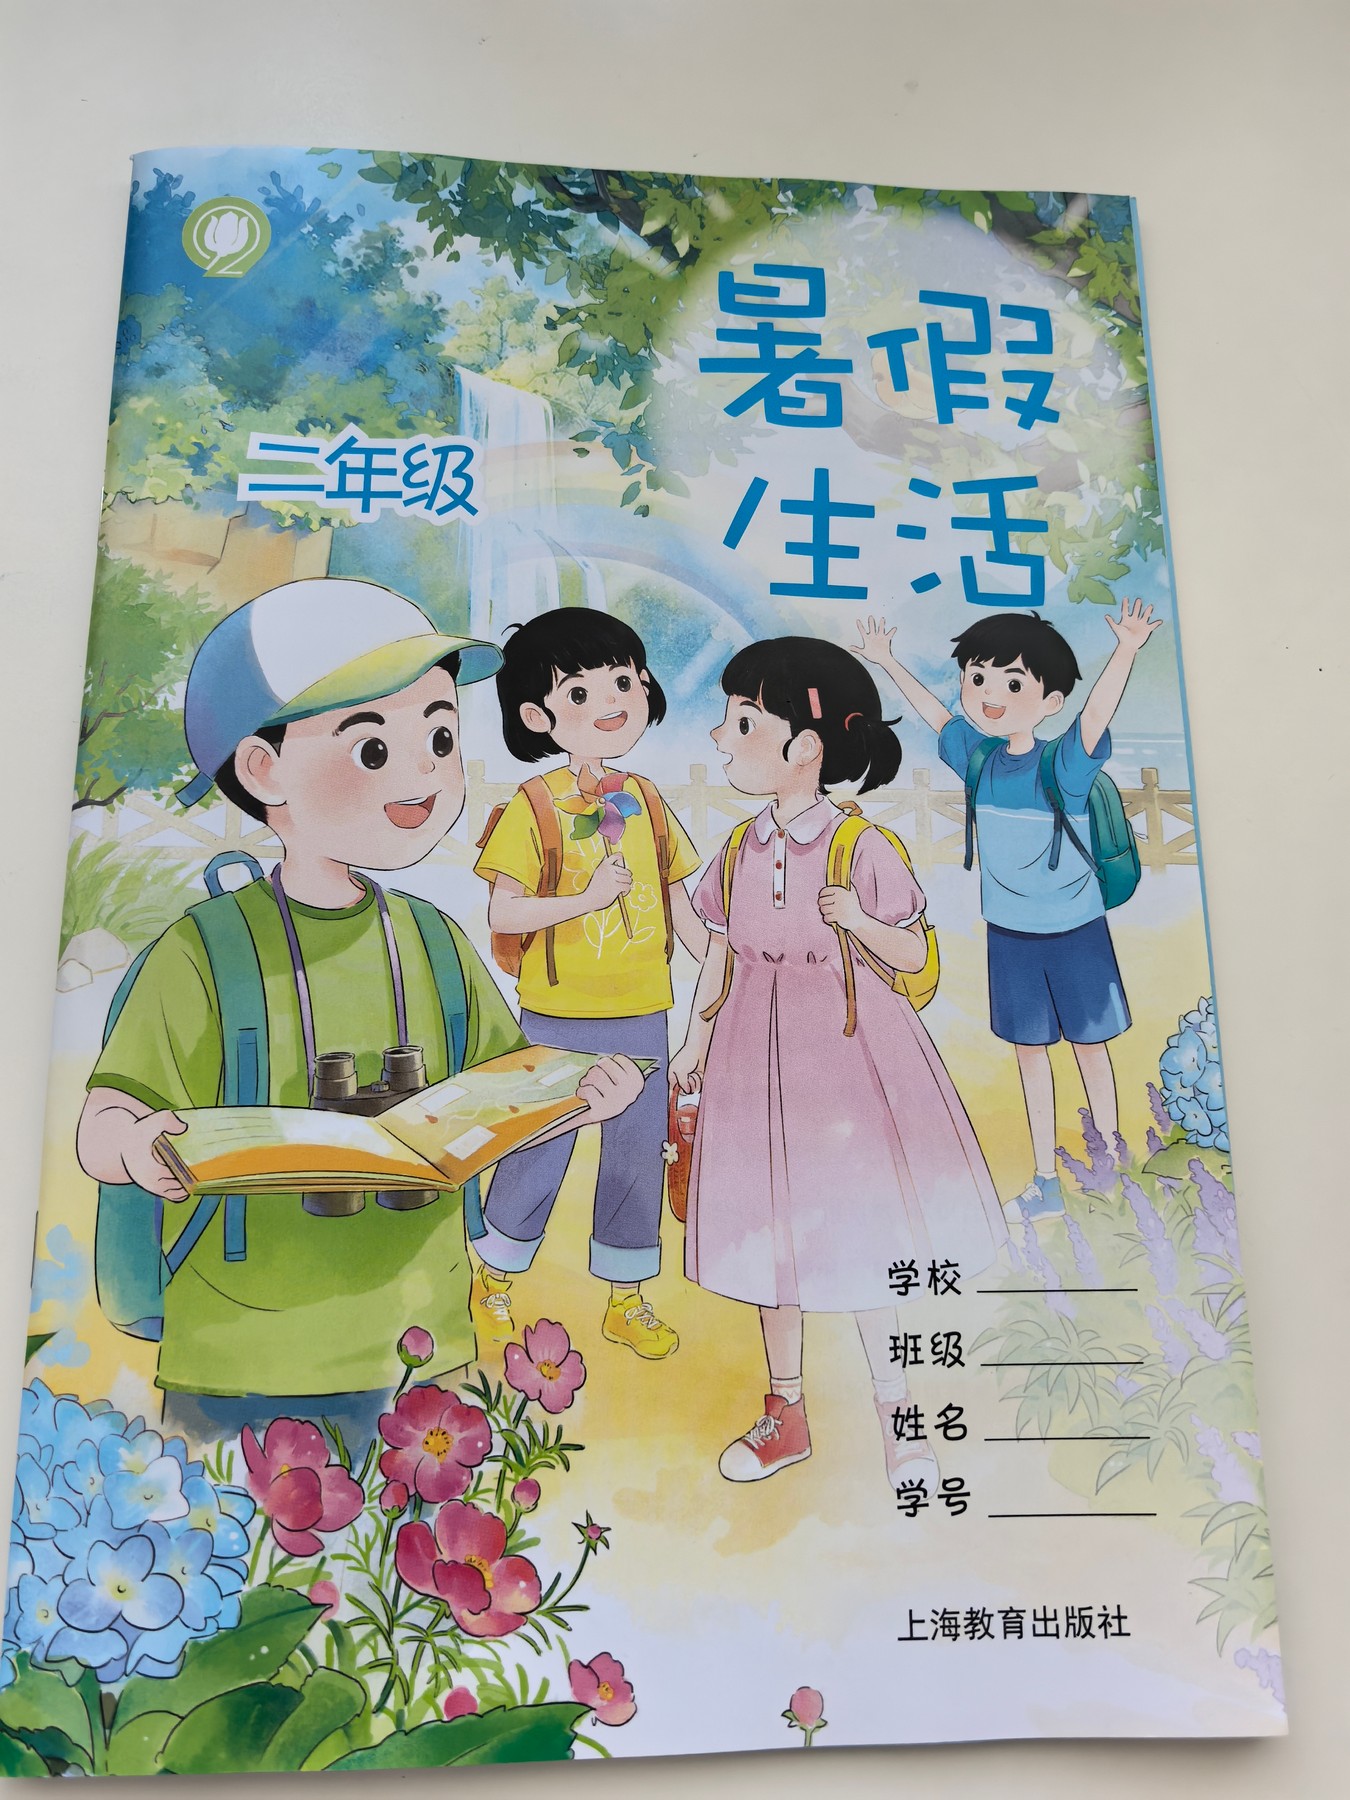 暑假
生活
二年级
学校
班级
姓名
学号
上海教育出版社